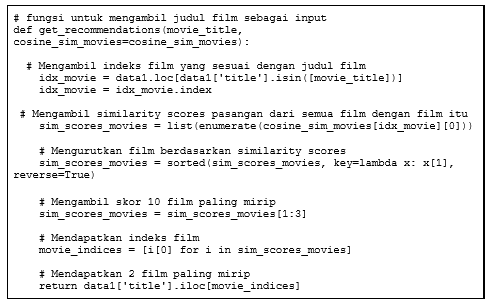 # fungsi untuk mengambil judul film sebagai input
def get_recommendations(movie_title,
cosine_sim_movies=cosine_sim_movies):
# Mengambil indeks film yang sesuai dengan judul film
idx_movie = data1.loc[data1['title'].isin([movie_title])]
idx_movie = idx_movie.index
# Mengambil similarity scores pasangan dari semua film dengan film itu
sim_scores_movies = list(enumerate(cosine_sim_movies[idx_movie][0]))
# Mengurutkan film berdasarkan similarity scores
sim_scores_movies = sorted(sim_scores_movies, key=lambda x: x[1],
reverse=True)
# Mengambil skor 10 film paling mirip
sim_scores_movies = sim_scores_movies[1:3]
# Mendapatkan indeks film
movie_indices = [i[0] for i in sim_scores_movies]
# Mendapatkan 2 film paling mirip
return data1['title'].iloc[movie_indices]